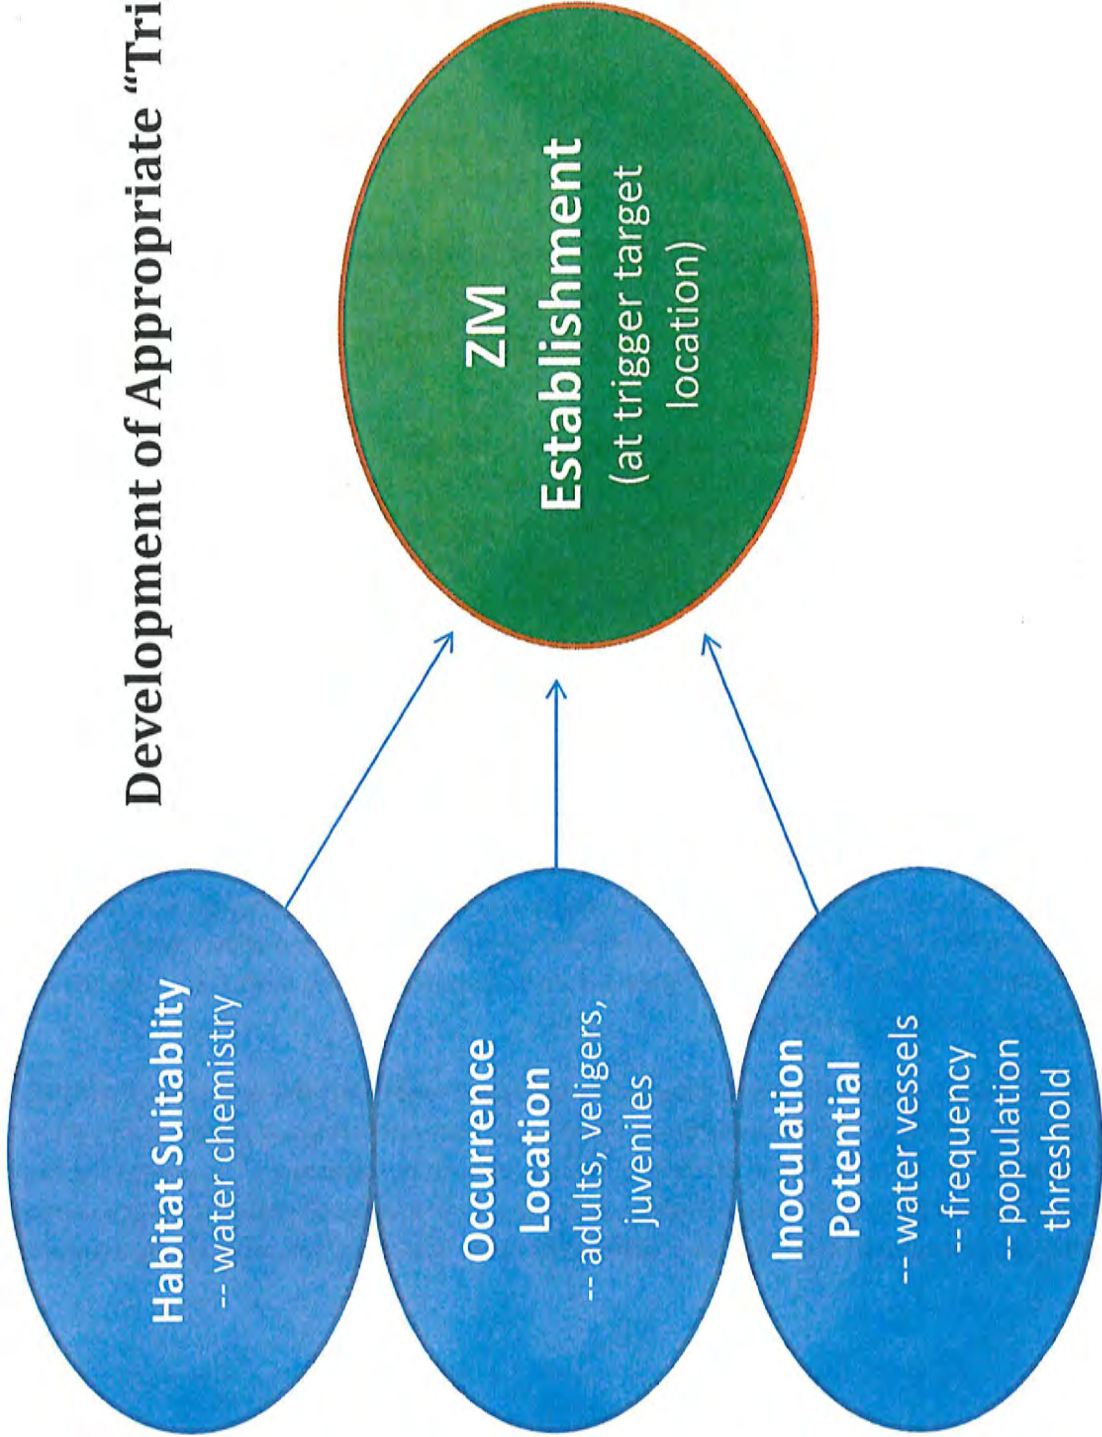 Development of Appropriate “Tri
Habitat Suitablity
-- water chemistry
Occurrence
Location
-- adults, veligers,
juveniles
Inoculation
Potential
-- water vessels
-- frequency
-- population
threshold
ZM
Establishment
(at trigger target
location)